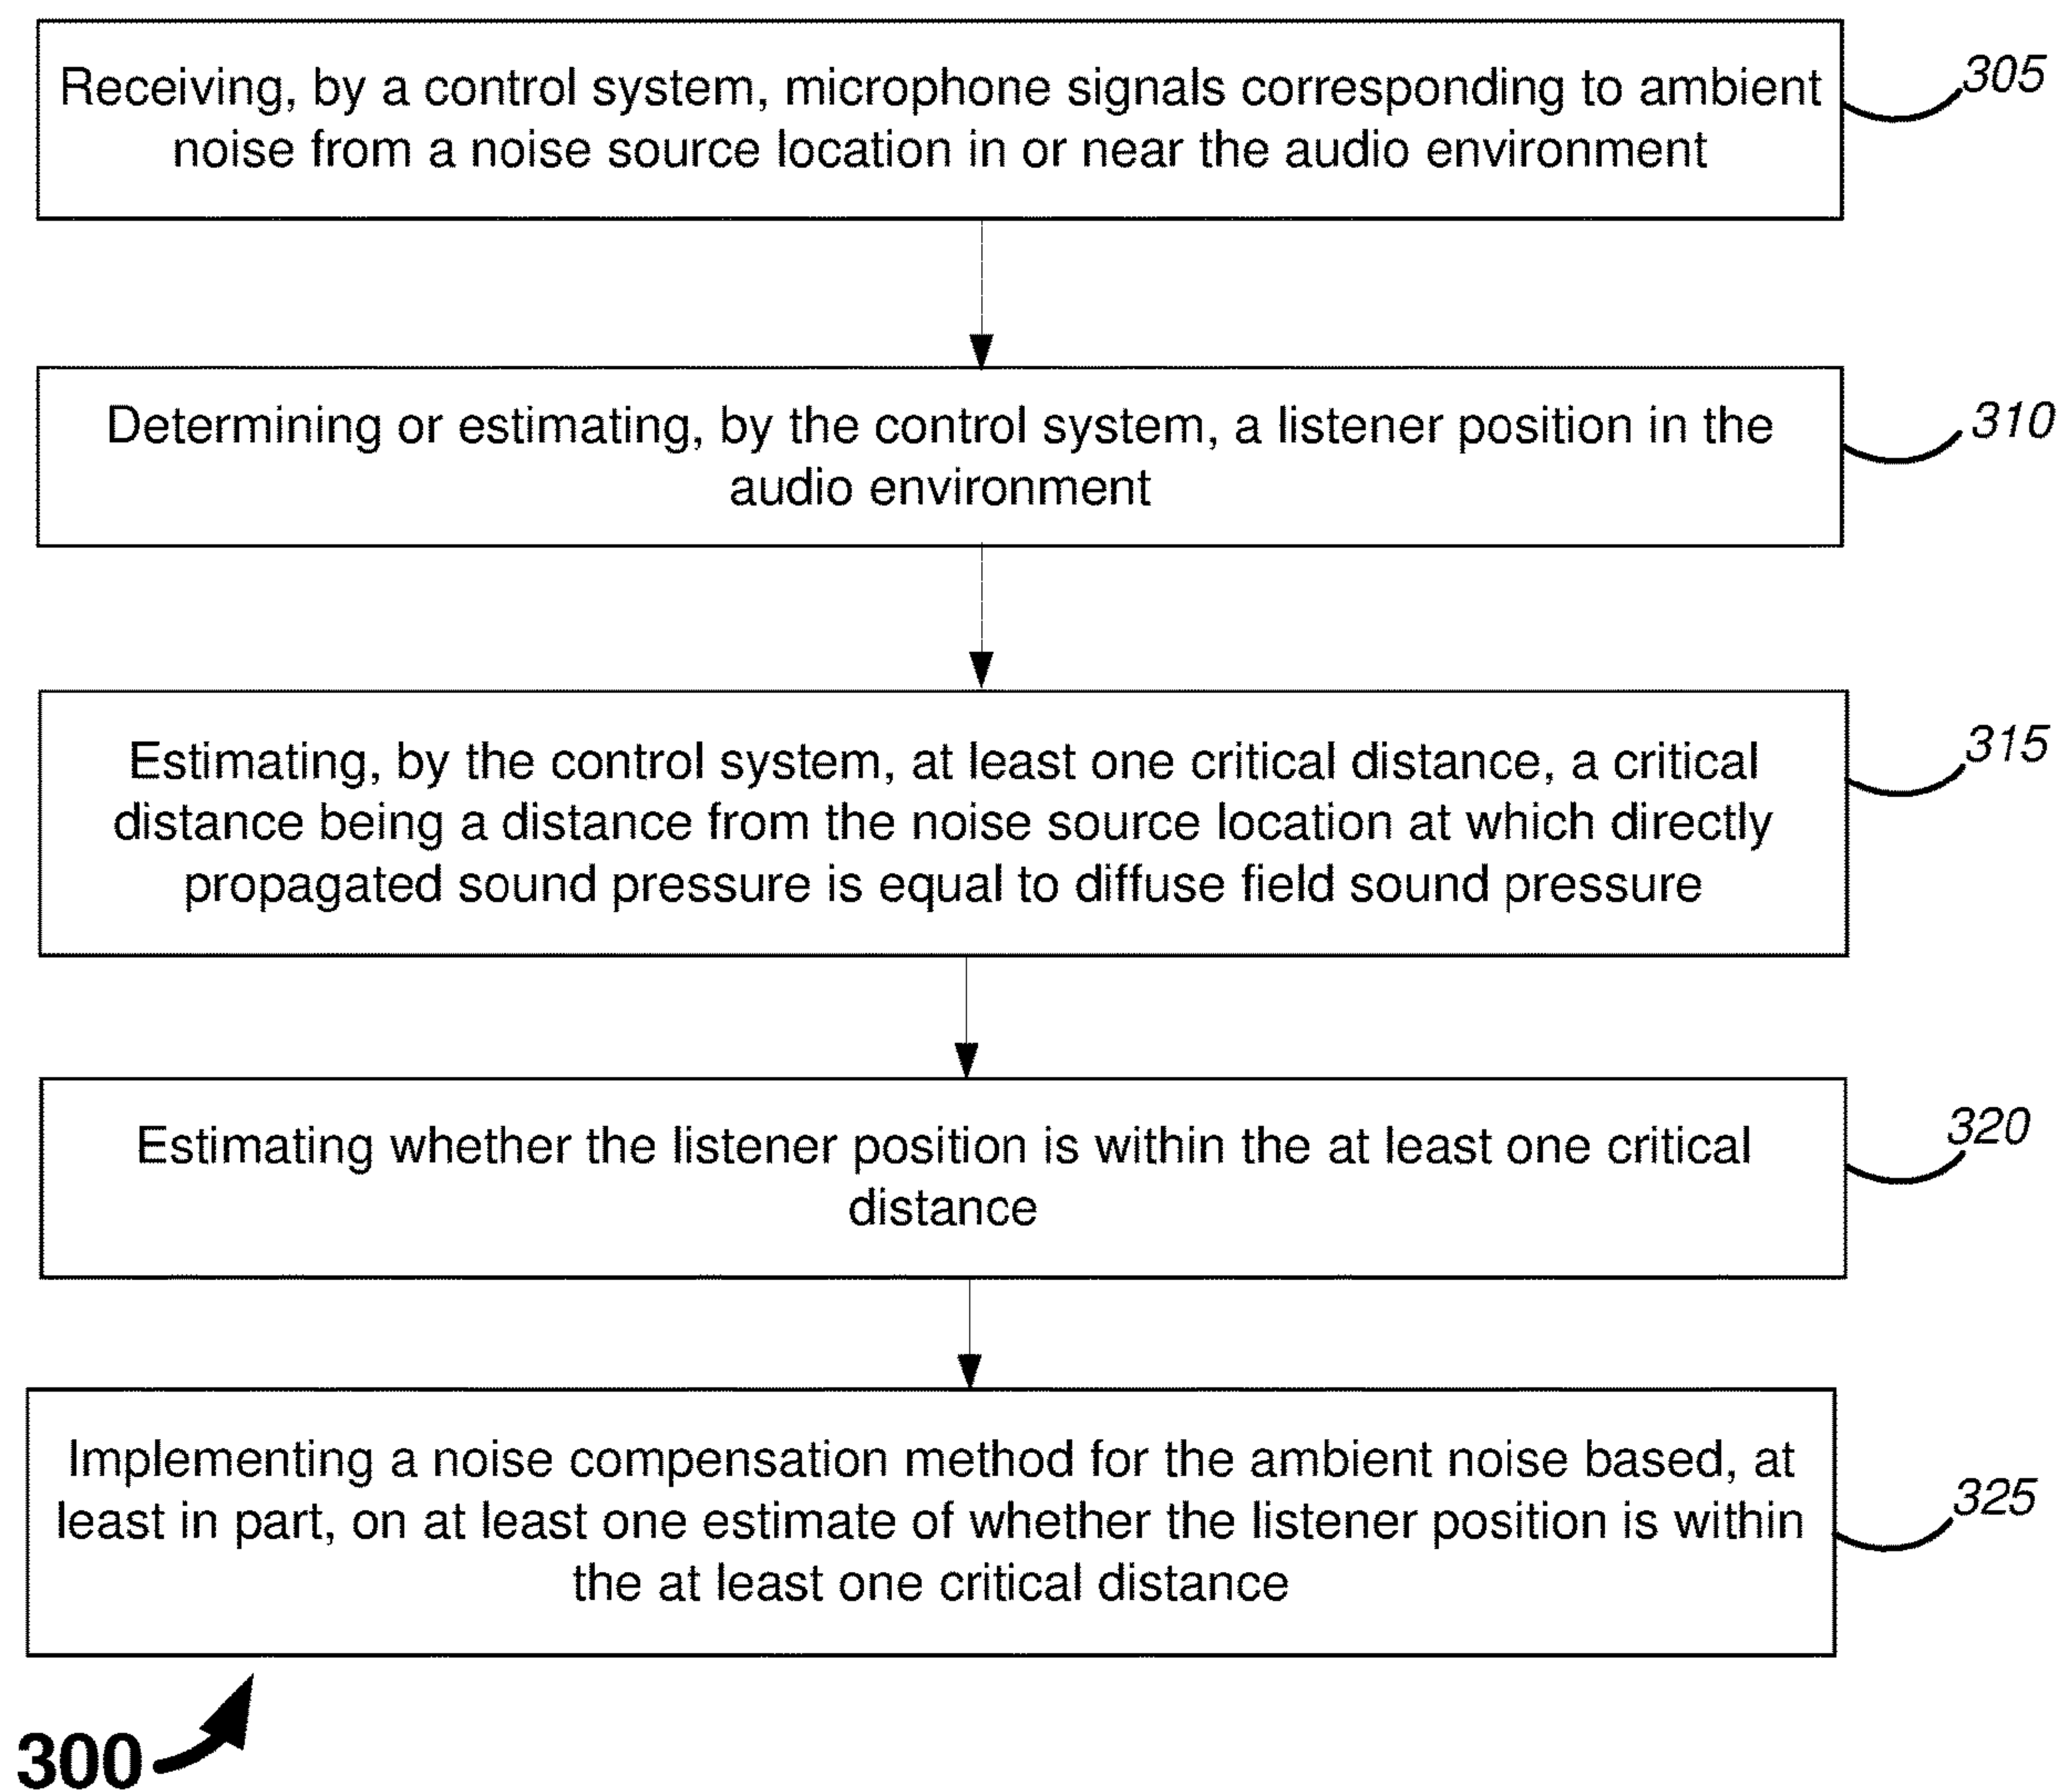 Receiving, by a control system, microphone signals corresponding to ambient
noise from a noise source location in or near the audio environment
305
Determining or estimating, by the control system, a listener position in the
audio environment
310
Estimating, by the control system, at least one critical distance, a critical
distance being a distance from the noise source location at which directly
propagated sound pressure is equal to diffuse field sound pressure
315
Estimating whether the listener position is within the at least one critical
distance
320
Implementing a noise compensation method for the ambient noise based, at
least in part, on at least one estimate of whether the listener position is within
the at least one critical distance
325
300